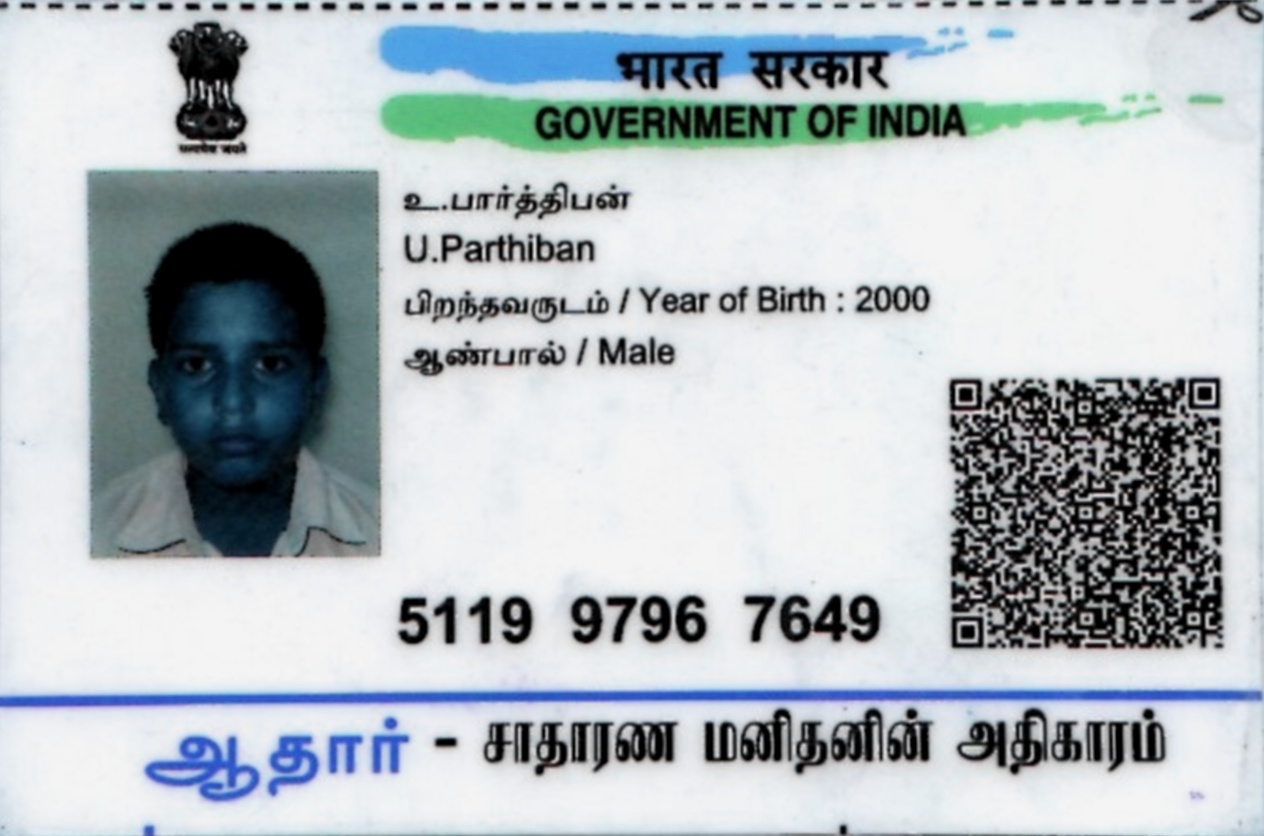 भारत सरकार
GOVERNMENT OF INDIA
सत्यमेव जयते
உ.பார்த்திபன்
U.Parthiban
பிறந்தவருடம் / Year of Birth : 2000
ஆண்பால் / Male
5119 9796 7649
ஆதார் - சாதாரண மனிதனின் அதிகாரம்